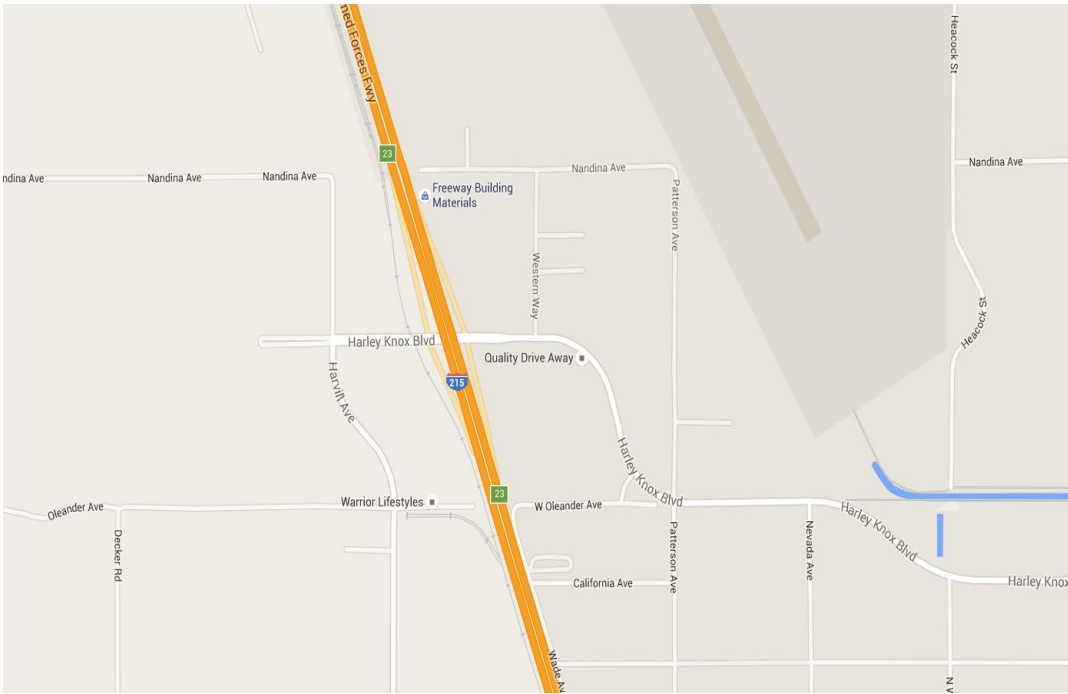 ned Forces Fwy
Heacock St
23
ndina Ave
Nandina Ave
Nandina Ave
Nandina Ave
Nandina Ave
Freeway Building
Materials
Patterson Ave
Western Way
Heacock St
Harley Knox Blvd
Quality Drive Away
215
Harvill Ave
Harley Knox Blvd
23
Warrior Lifestyles
W Oleander Ave
Oleander Ave
Harley Knox Blvd
Decker Rd
Patterson Ave
Nevada Ave
California Ave
Harley Knox
Wade Av
N W